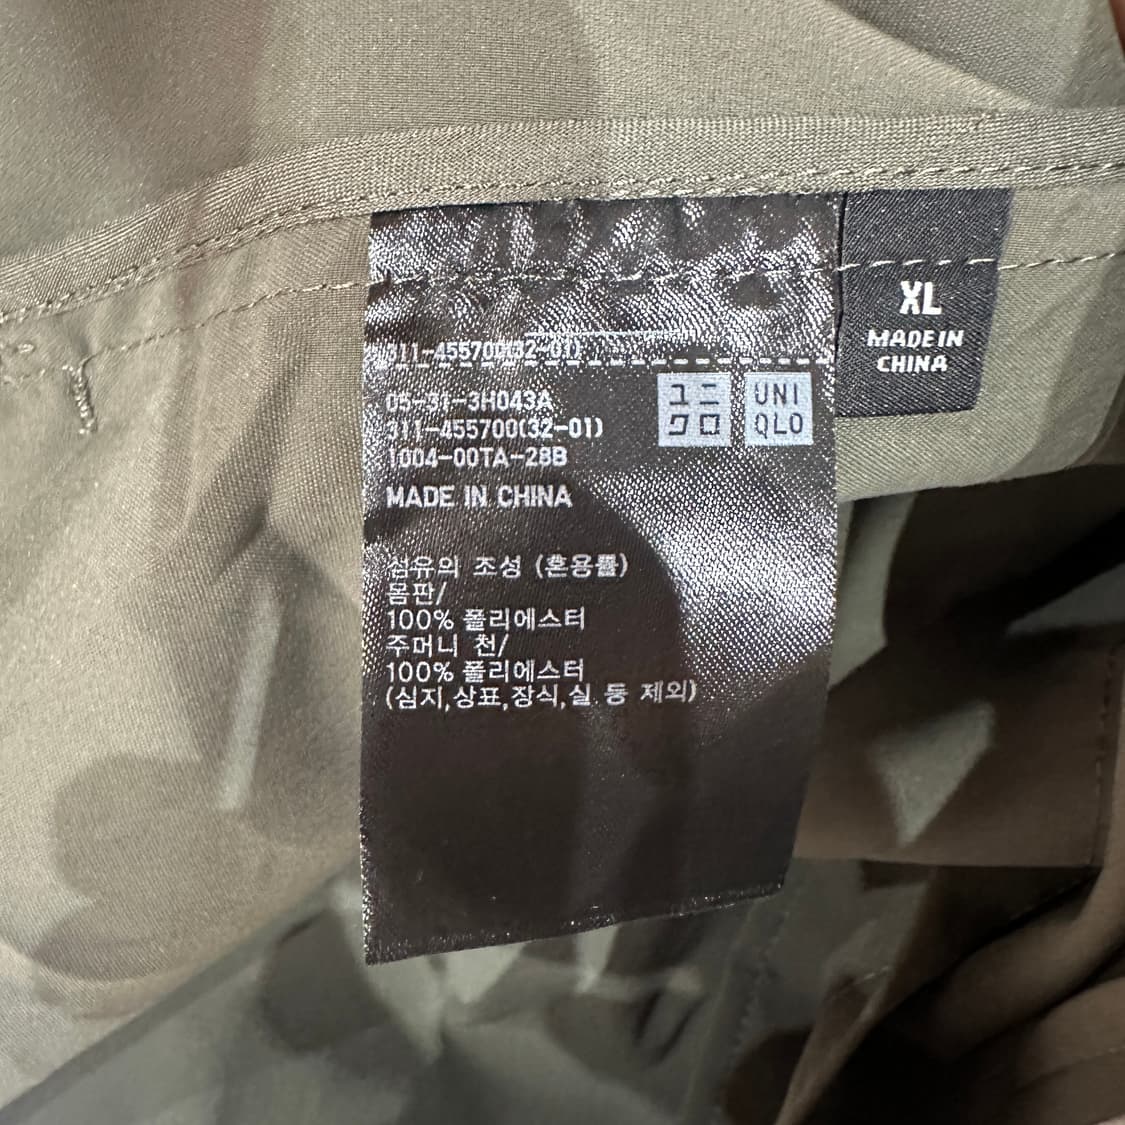 311-455700(32-01)
05-31-3H043A
311-455700(32-01)
1004-00TA-28B
MADE IN CHINA
ユニ
クロ
UNI
QLO
섬유의 조성 (혼용률)
몸판/
100% 폴리에스터
주머니 천/
100% 폴리에스터
(심지,상표,장식,실 등 제외)
XL
MADE IN
CHINA